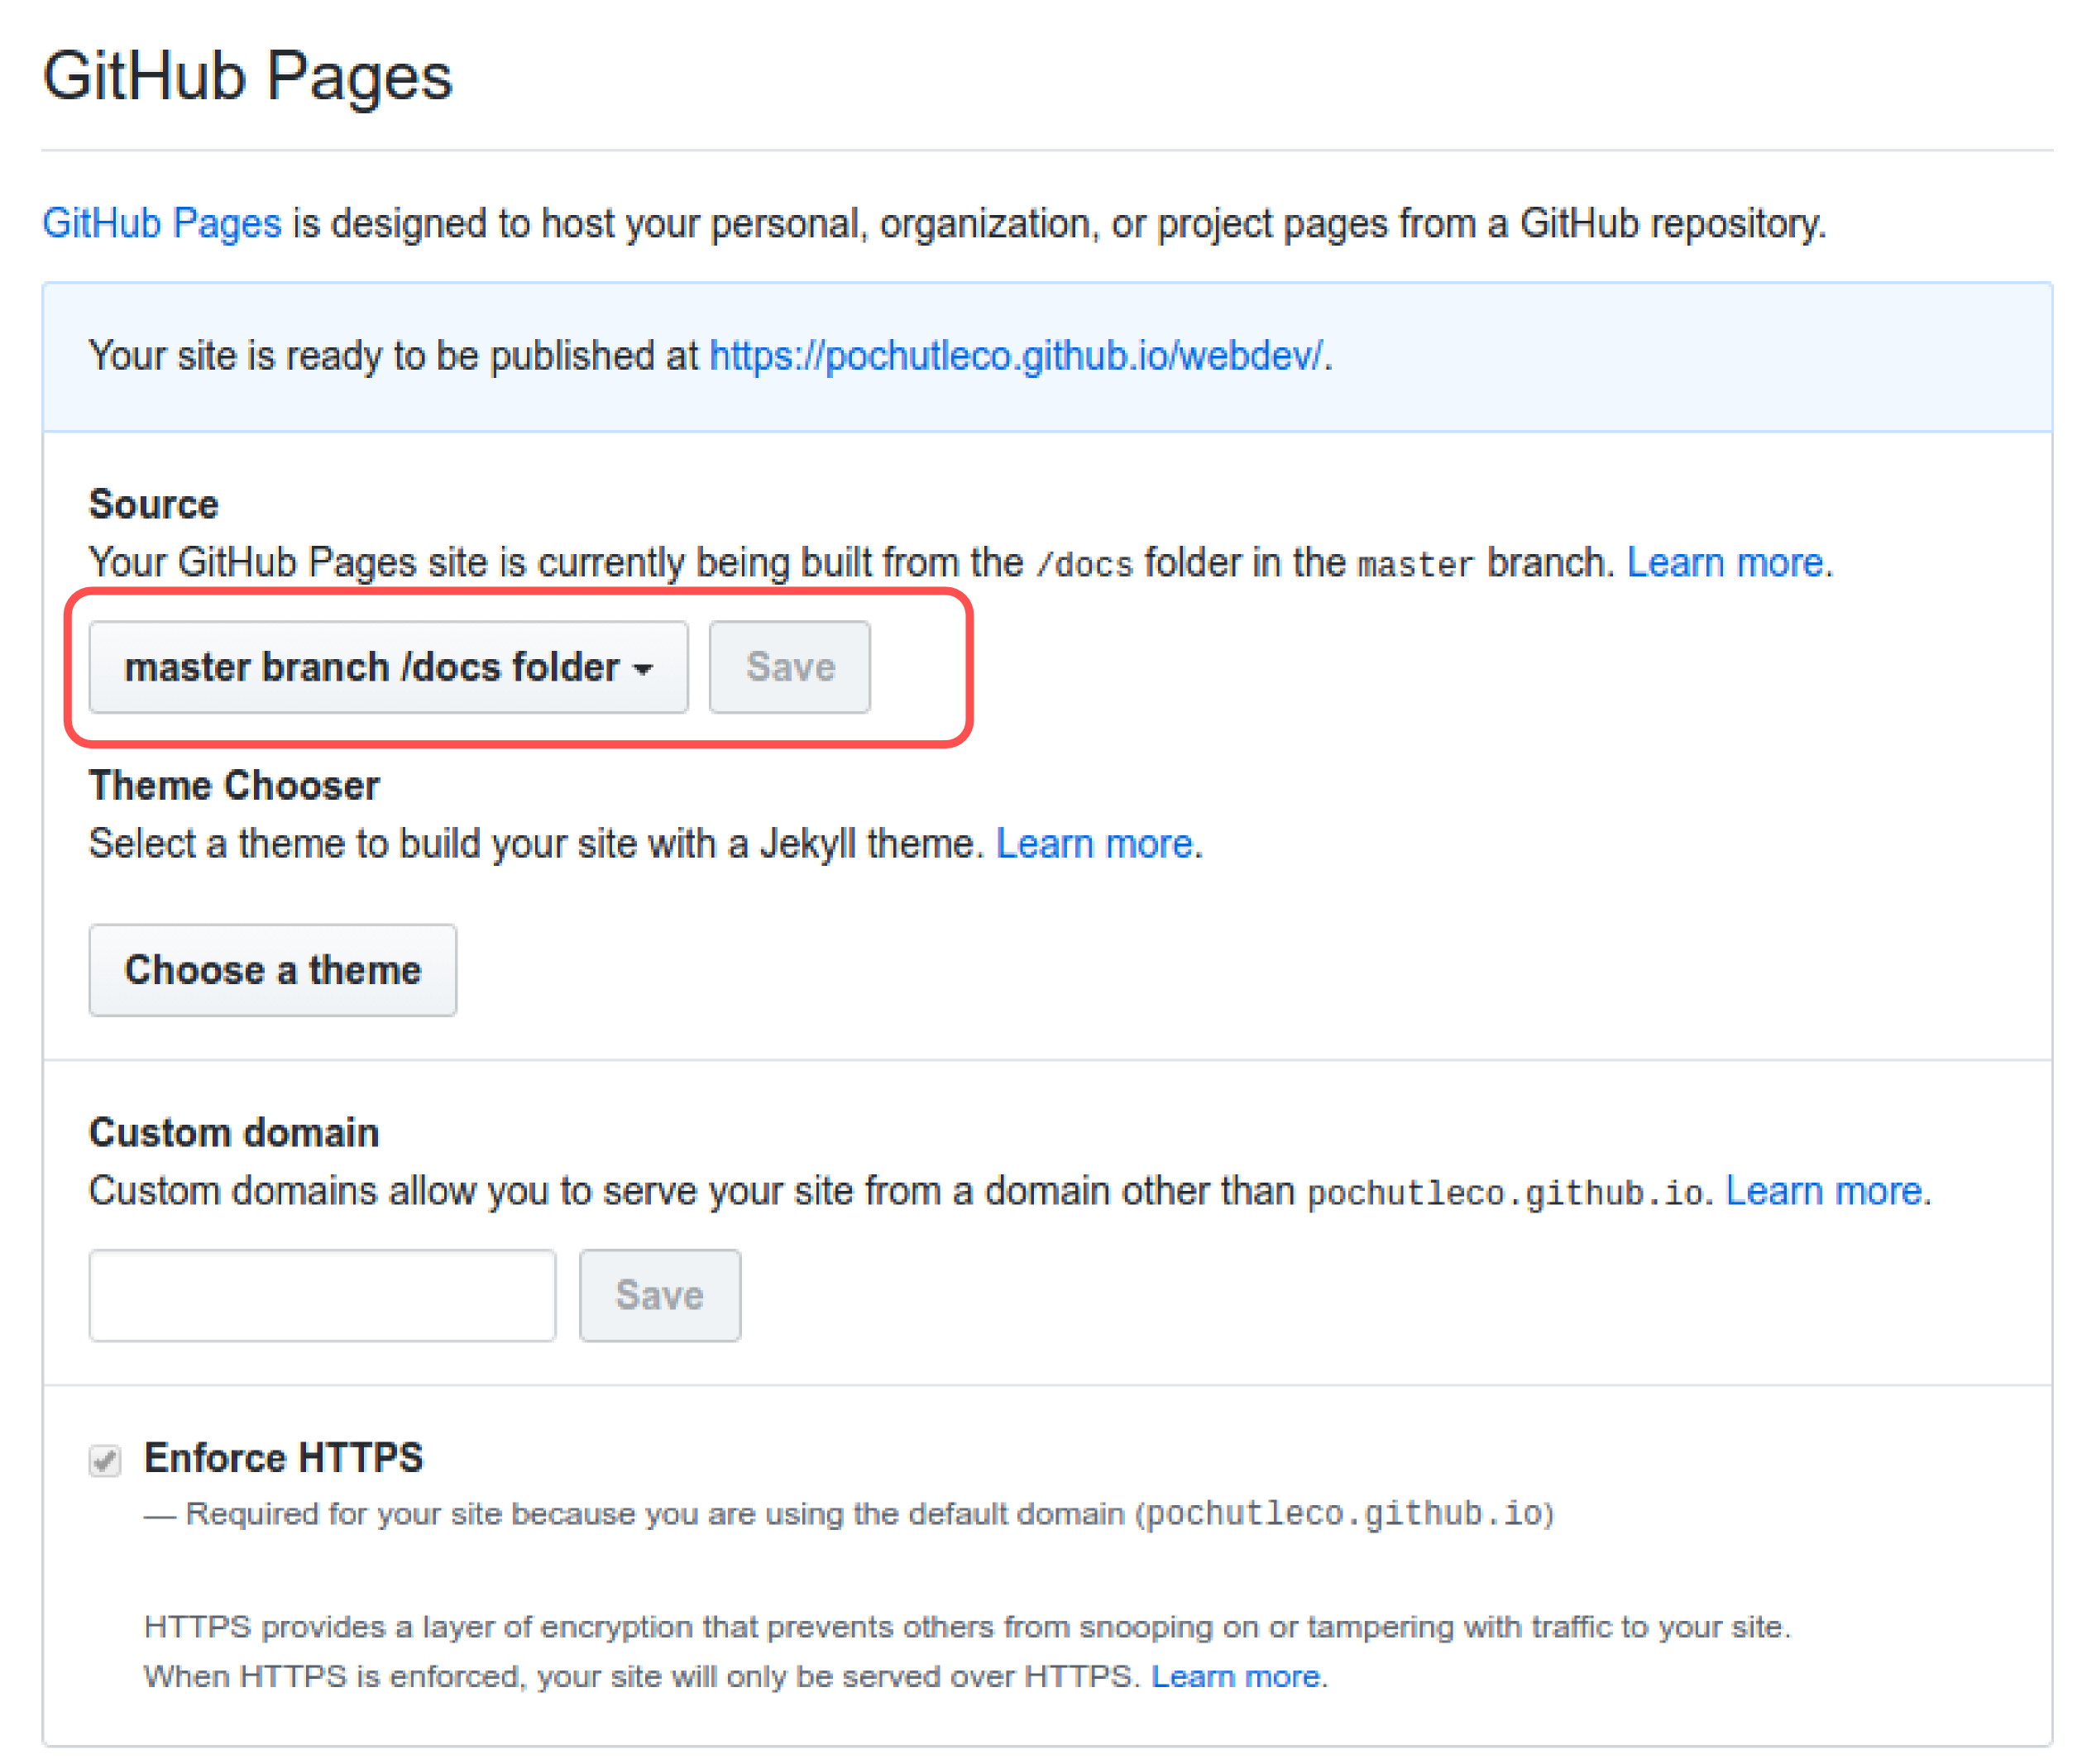 GitHub Pages
GitHub Pages is designed to host your personal, organization, or project pages from a GitHub repository.
Your site is ready to be published at https://pochutleco.github.io/webdev/.
Source
Your GitHub Pages site is currently being built from the /docs folder in the master branch. Learn more.
master branch /docs folder Save
Theme Chooser
Select a theme to build your site with a Jekyll theme. Learn more.
Choose a theme
Custom domain
Custom domains allow you to serve your site from a domain other than pochutleco.github.io. Learn more.
Save
Enforce HTTPS
— Required for your site because you are using the default domain (pochutleco.github.io)
HTTPS provides a layer of encryption that prevents others from snooping on or tampering with traffic to your site.
When HTTPS is enforced, your site will only be served over HTTPS. Learn more.